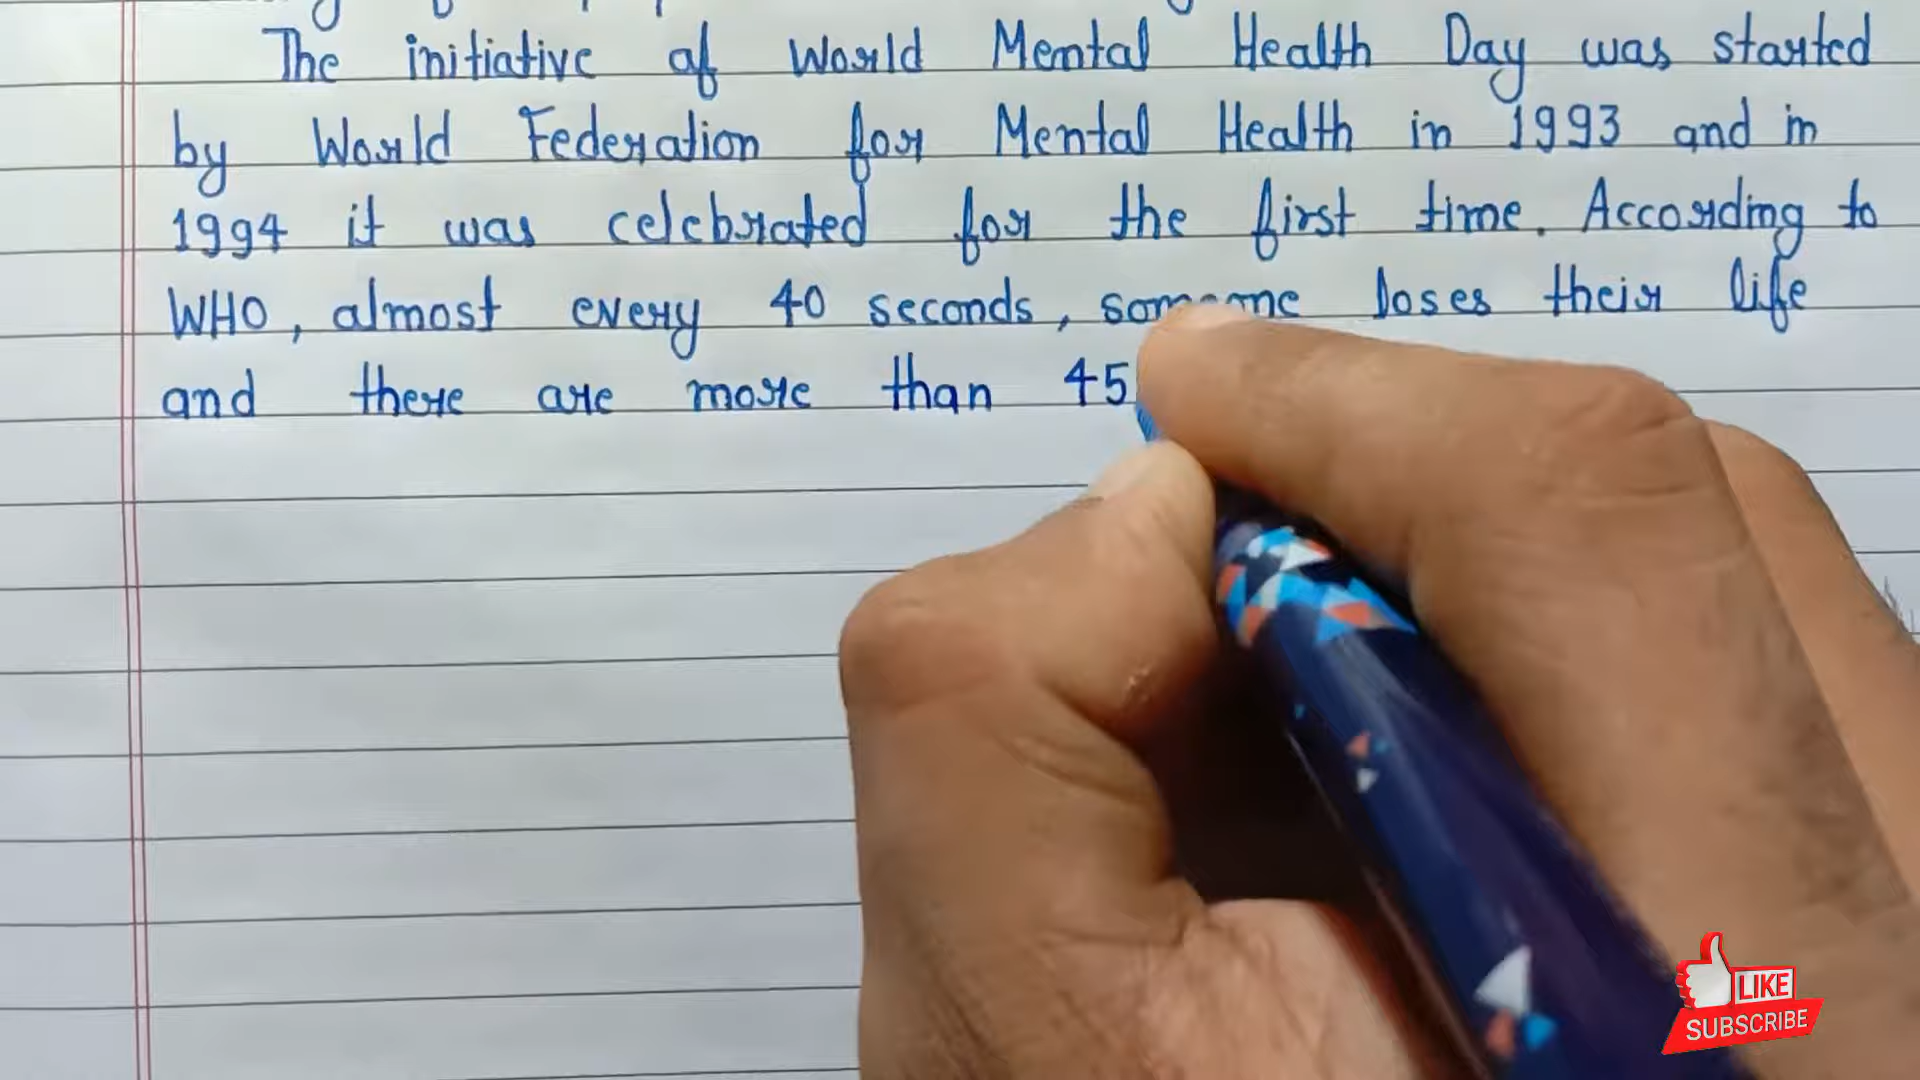 The initiative of World Mental Health Day was started
by World Federation for Mental Health in 1993 and in
1994 it was celebrated for the first time. According to
WHO, almost every 40 seconds, someone loses their life
and there are more than 45
LIKE
SUBSCRIBE